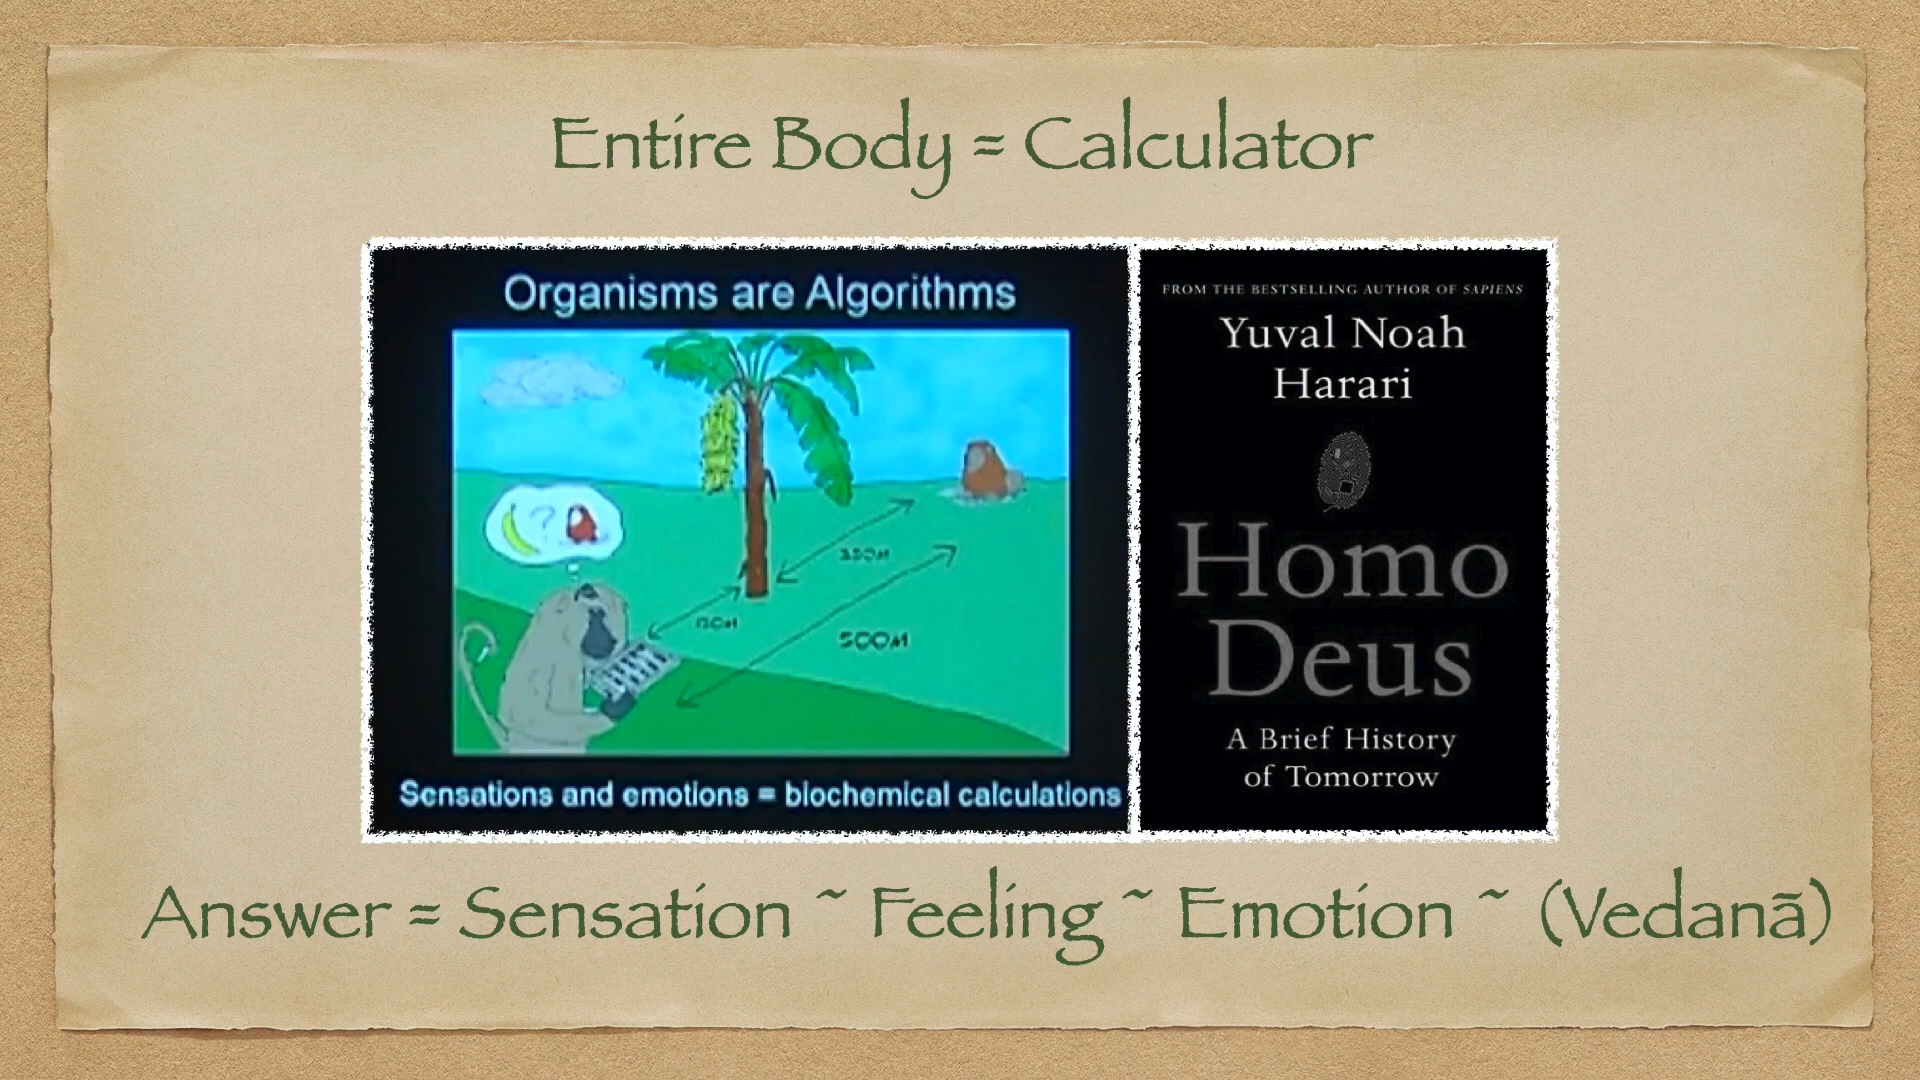 Entire Body = Calculator
Organisms are Algorithms
?
500M
Sensations and emotions = biochemical calculations
FROM THE BESTSELLING AUTHOR OF SAPIENS
Yuval Noah
Harari
Homo
Deus
A Brief History
of Tomorrow
Answer = Sensation ~ Feeling ~ Emotion ~ (Vedanā)